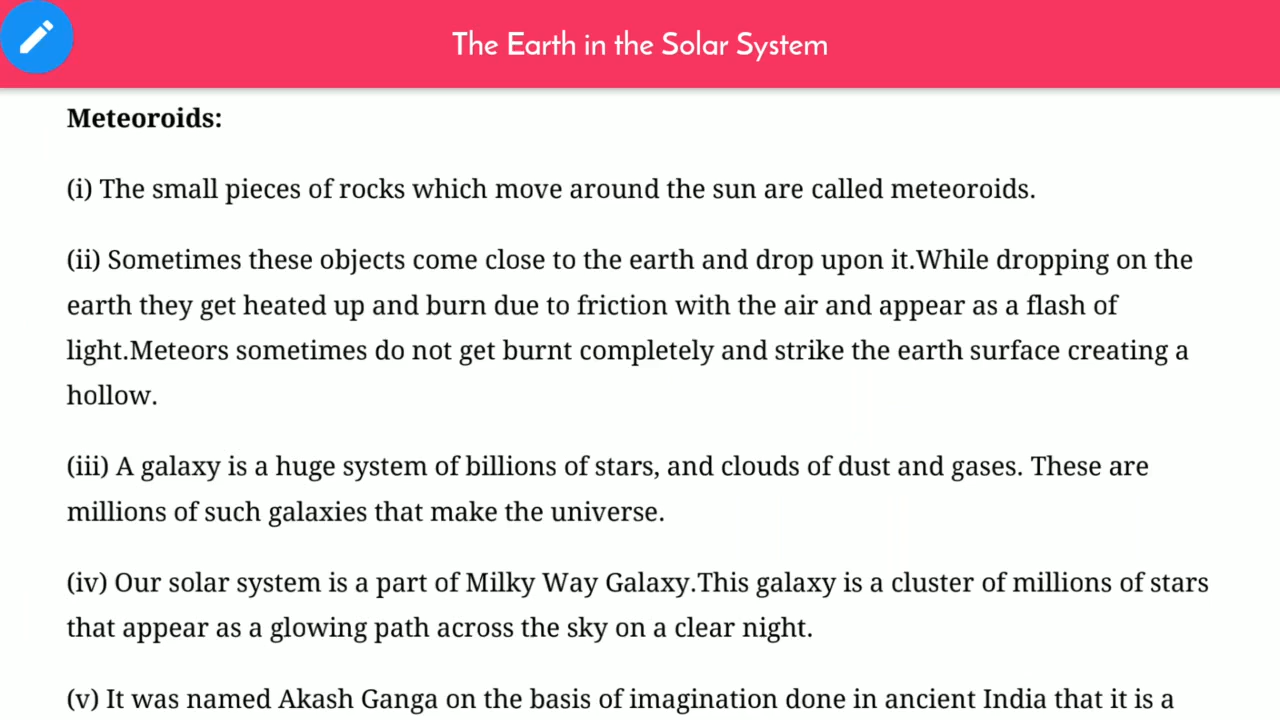 The Earth in the Solar System
Meteoroids:
(i) The small pieces of rocks which move around the sun are called meteoroids.
(ii) Sometimes these objects come close to the earth and drop upon it.While dropping on the
earth they get heated up and burn due to friction with the air and appear as a flash of
light.Meteors sometimes do not get burnt completely and strike the earth surface creating a
hollow.
(iii) A galaxy is a huge system of billions of stars, and clouds of dust and gases. These are
millions of such galaxies that make the universe.
(iv) Our solar system is a part of Milky Way Galaxy.This galaxy is a cluster of millions of stars
that appear as a glowing path across the sky on a clear night.
(v) It was named Akash Ganga on the basis of imagination done in ancient India that it is a